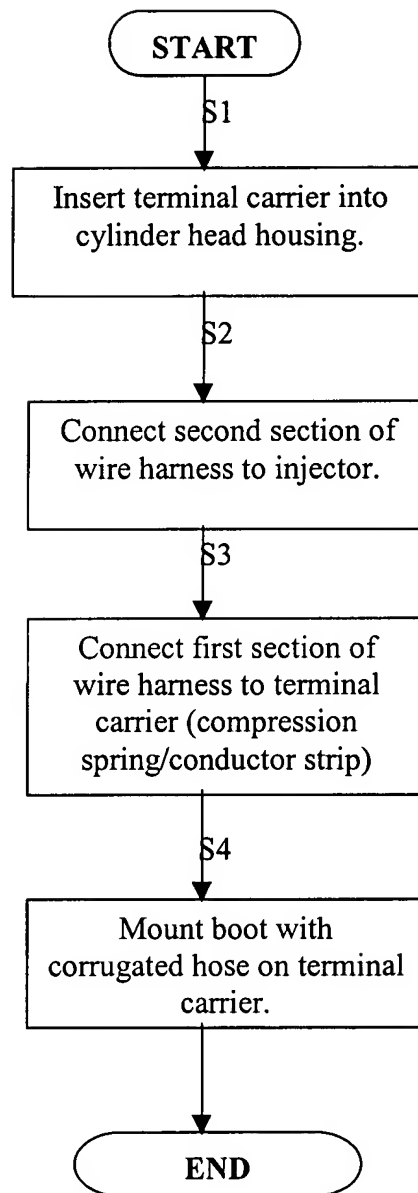 START
S1
Insert terminal carrier into
cylinder head housing.
S2
Connect second section of
wire harness to injector.
S3
Connect first section of
wire harness to terminal
carrier (compression
spring/conductor strip)
S4
Mount boot with
corrugated hose on terminal
carrier.
END